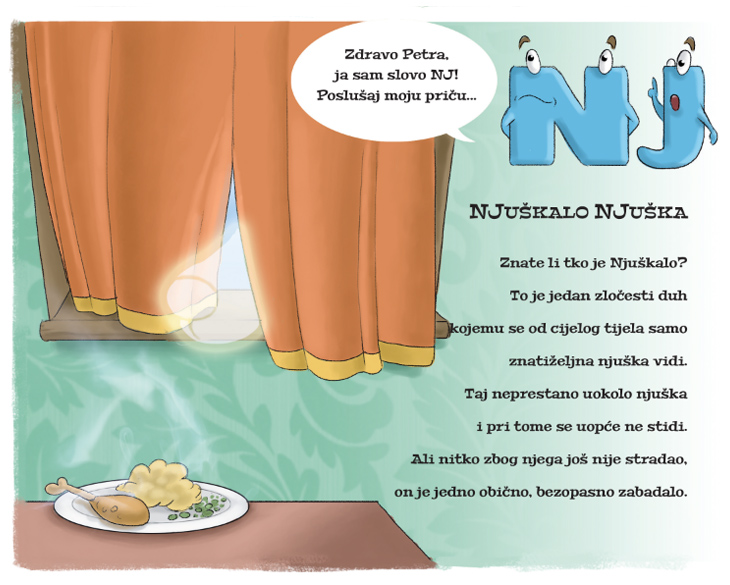 Zdravo Petra,
ja sam slovo NJ!
Poslušaj moju priču...
NJ
NJUŠKALO NJUŠKA
Znate li tko je Njuškalo?
To je jedan zločesti duh
kojemu se od cijelog tijela samo
znatiželjna njuška vidi.
Taj neprestano uokolo njuška
i pri tome se uopće ne stidi.
Ali nitko zbog njega još nije stradao,
on je jedno obično, bezopasno zabadalo.